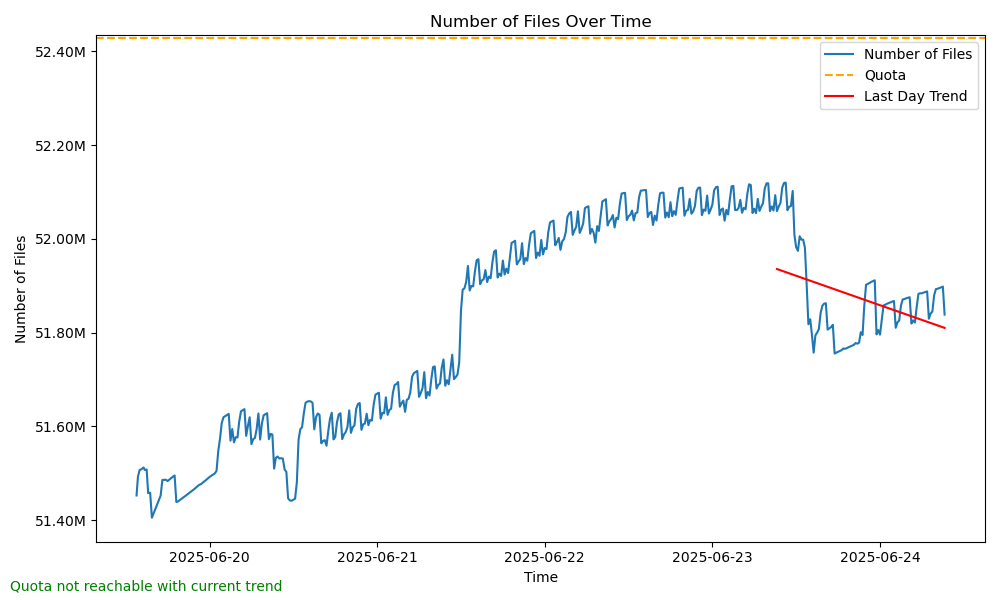 Number of Files Over Time
Number of Files
Quota
Last Day Trend
52.40M
52.20M
52.00M
51.80M
51.60M
51.40M
Number of Files
2025-06-20
2025-06-21
2025-06-22
2025-06-23
2025-06-24
Time
Quota not reachable with current trend